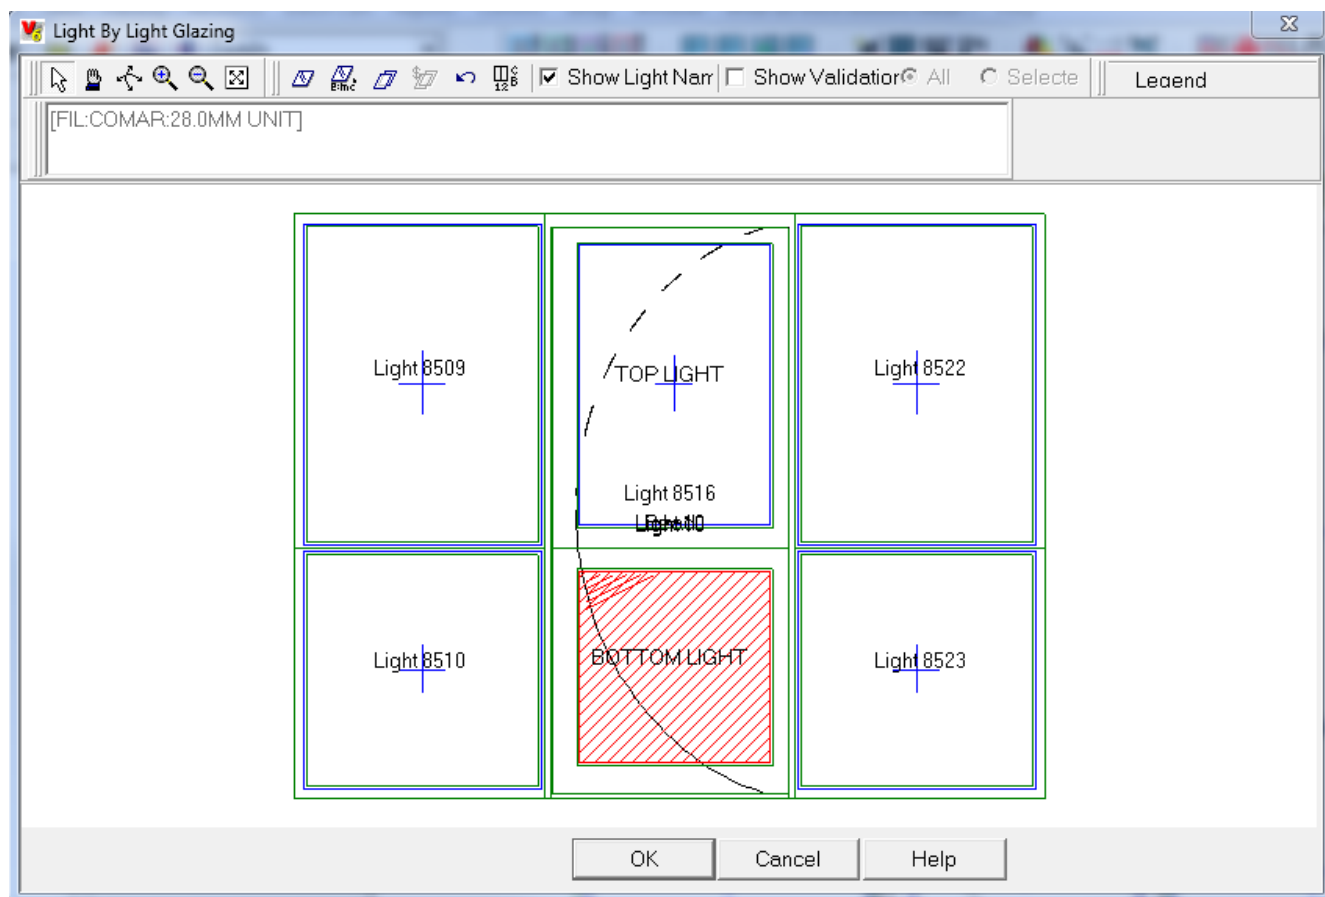 Light By Light Glazing
Show Light Nam
Show Validation
All
Selecte
Legend
[FIL:COMAR:28.0MM UNIT]
Light 8509
TOP LIGHT
Light 8522
Light 8516
Light 8510
BOTTOM LIGHT
Light 8523
OK
Cancel
Help